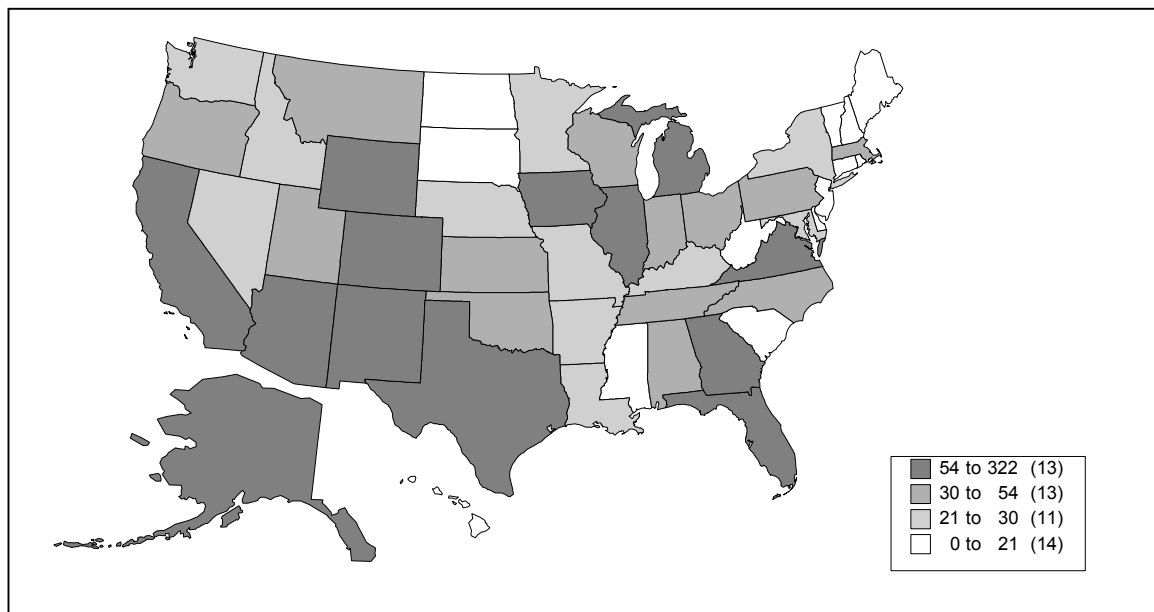 54 to 322 (13)
30 to 54 (13)
21 to 30 (11)
0 to 21 (14)